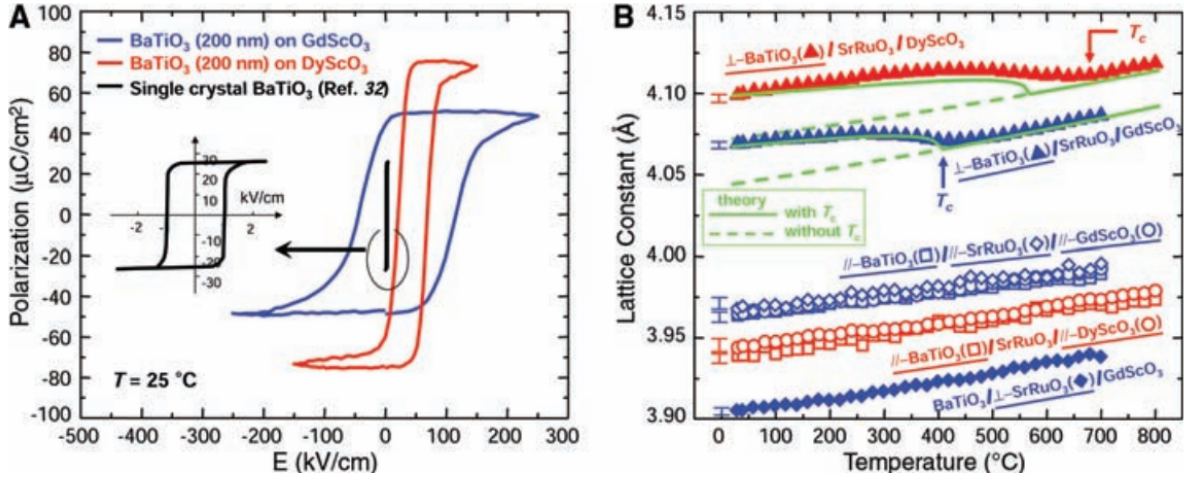 A
BaTiO₃ (200 nm) on GdScO₃
BaTiO₃ (200 nm) on DyScO₃
Single crystal BaTiO₃ (Ref. 32)
Polarization (μC/cm²)
100
80
60
40
20
0
-20
-40
-60
-80
-100
30
20
10
-10
-20
-30
kV/cm
-2
2
T = 25 °C
-500 -400 -300 -200 -100 0 100 200 300
E (kV/cm)
B
Lattice Constant (Å)
4.15
4.10
4.05
4.00
3.95
3.90
⊥–BaTiO₃(▲)/SrRuO₃/DyScO₃
T꜀
⊥–BaTiO₃(▲)/SrRuO₃/GdScO₃
T꜀
theory
with T꜀
without T꜀
//–BaTiO₃(□)/​/​/–SrRuO₃(◇)/​/​/–GdScO₃(○)
//–BaTiO₃(□)/SrRuO₃/​/​/–DyScO₃(○)
BaTiO₃/⊥–SrRuO₃(◆)/GdScO₃
0 100 200 300 400 500 600 700 800
Temperature (°C)